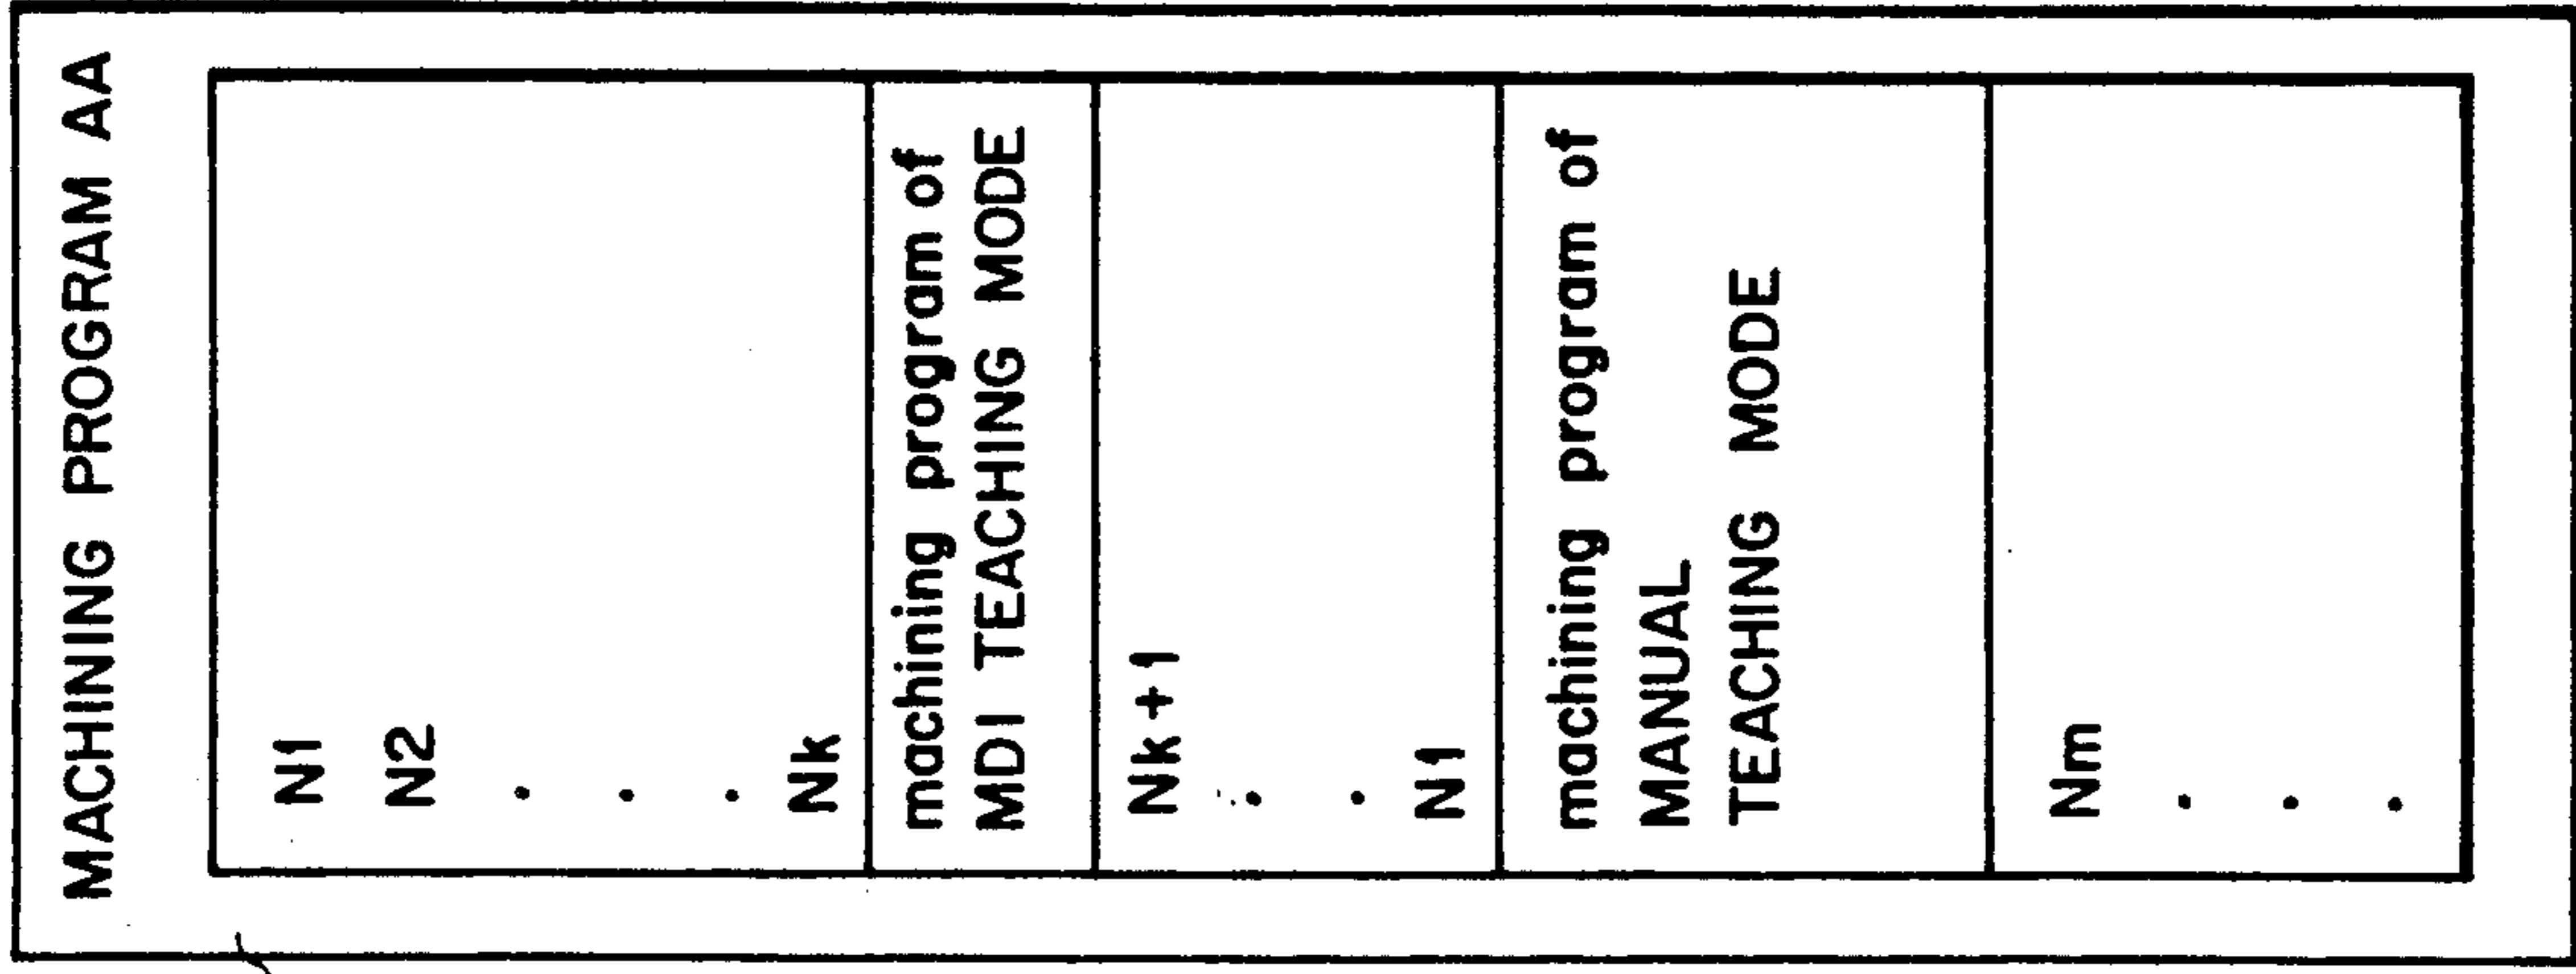 MACHINING PROGRAM AA
N1
N2
.
.
.
Nk
machining program of
MDI TEACHING MODE
Nk+1
.
.
N1
machining program of
MANUAL
TEACHING MODE
Nm
.
.
.